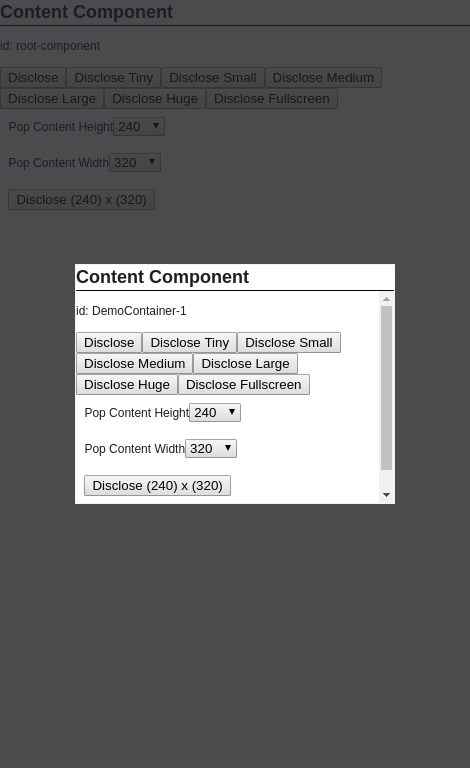 Content Component
id: root-component
Disclose Disclose Tiny Disclose Small Disclose Medium
Disclose Large Disclose Huge Disclose Fullscreen
Pop Content Height 240
Pop Content Width 320
Disclose (240) x (320)
Content Component
id: DemoContainer-1
Disclose Disclose Tiny Disclose Small
Disclose Medium Disclose Large
Disclose Huge Disclose Fullscreen
Pop Content Height 240
Pop Content Width 320
Disclose (240) x (320)